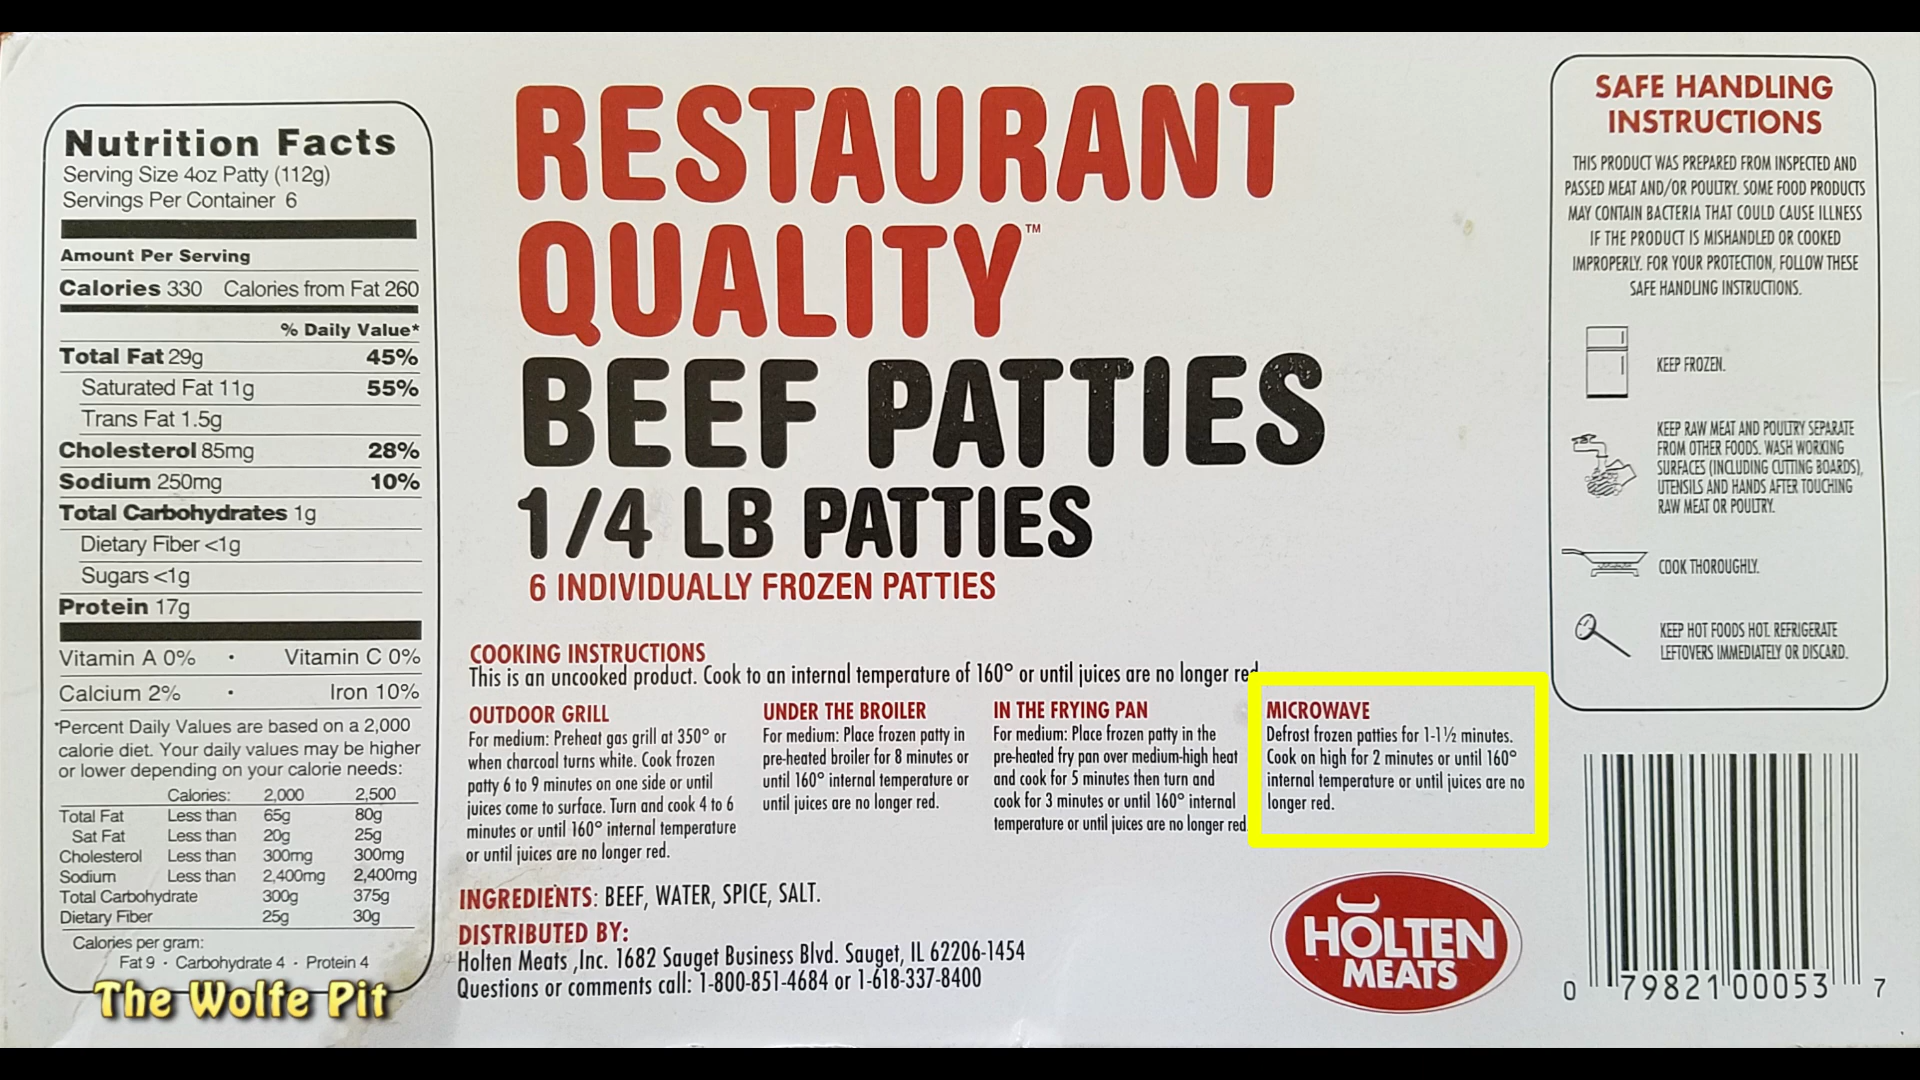 Nutrition Facts
Serving Size 4oz Patty (112g)
Servings Per Container 6
Amount Per Serving
Calories 330 Calories from Fat 260
% Daily Value*
Total Fat 29g 45%
Saturated Fat 11g 55%
Trans Fat 1.5g
Cholesterol 85mg 28%
Sodium 250mg 10%
Total Carbohydrates 1g
Dietary Fiber <1g
Sugars <1g
Protein 17g
Vitamin A 0% • Vitamin C 0%
Calcium 2% • Iron 10%
*Percent Daily Values are based on a 2,000
calorie diet. Your daily values may be higher
or lower depending on your calorie needs:
Calories: 2,000 2,500
Total Fat Less than 65g 80g
Sat Fat Less than 20g 25g
Cholesterol Less than 300mg 300mg
Sodium Less than 2,400mg 2,400mg
Total Carbohydrate 300g 375g
Dietary Fiber 25g 30g
Calories per gram:
Fat 9 • Carbohydrate 4 • Protein 4
The Wolfe Pit
RESTAURANT
QUALITY™
BEEF PATTIES
1/4 LB PATTIES
6 INDIVIDUALLY FROZEN PATTIES
COOKING INSTRUCTIONS
This is an uncooked product. Cook to an internal temperature of 160° or until juices are no longer red
OUTDOOR GRILL
For medium: Preheat gas grill at 350° or
when charcoal turns white. Cook frozen
patty 6 to 9 minutes on one side or until
juices come to surface. Turn and cook 4 to 6
minutes or until 160° internal temperature
or until juices are no longer red.
UNDER THE BROILER
For medium: Place frozen patty in
pre-heated broiler for 8 minutes or
until 160° internal temperature or
until juices are no longer red.
IN THE FRYING PAN
For medium: Place frozen patty in the
pre-heated fry pan over medium-high heat
and cook for 5 minutes then turn and
cook for 3 minutes or until 160° internal
temperature or until juices are no longer red.
MICROWAVE
Defrost frozen patties for 1-1½ minutes.
Cook on high for 2 minutes or until 160°
internal temperature or until juices are no
longer red.
INGREDIENTS: BEEF, WATER, SPICE, SALT.
DISTRIBUTED BY:
Holten Meats ,Inc. 1682 Sauget Business Blvd. Sauget, IL 62206-1454
Questions or comments call: 1-800-851-4684 or 1-618-337-8400
HOLTEN
MEATS
SAFE HANDLING
INSTRUCTIONS
THIS PRODUCT WAS PREPARED FROM INSPECTED AND
PASSED MEAT AND/OR POULTRY. SOME FOOD PRODUCTS
MAY CONTAIN BACTERIA THAT COULD CAUSE ILLNESS
IF THE PRODUCT IS MISHANDLED OR COOKED
IMPROPERLY. FOR YOUR PROTECTION, FOLLOW THESE
SAFE HANDLING INSTRUCTIONS.
KEEP FROZEN.
KEEP RAW MEAT AND POULTRY SEPARATE
FROM OTHER FOODS. WASH WORKING
SURFACES (INCLUDING CUTTING BOARDS),
UTENSILS AND HANDS AFTER TOUCHING
RAW MEAT OR POULTRY.
COOK THOROUGHLY.
KEEP HOT FOODS HOT. REFRIGERATE
LEFTOVERS IMMEDIATELY OR DISCARD.
0 79821 00053 7